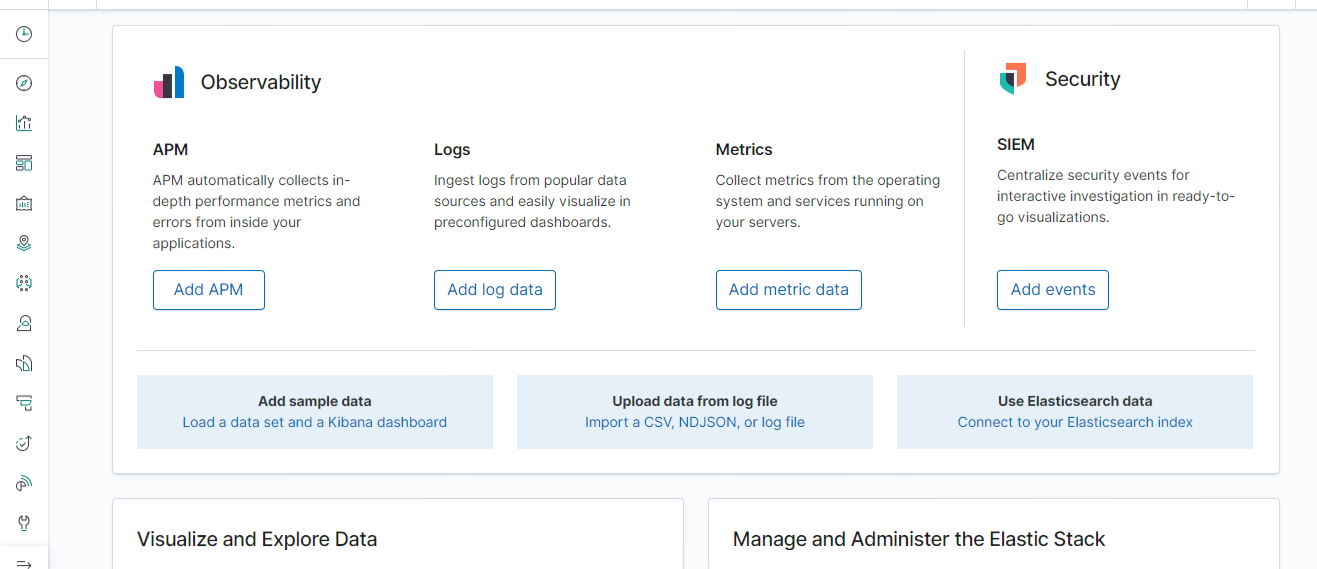 Observability
Security
APM
APM automatically collects in-
depth performance metrics and
errors from inside your
applications.
Add APM
Logs
Ingest logs from popular data
sources and easily visualize in
preconfigured dashboards.
Add log data
Metrics
Collect metrics from the operating
system and services running on
your servers.
Add metric data
SIEM
Centralize security events for
interactive investigation in ready-to-
go visualizations.
Add events
Add sample data
Load a data set and a Kibana dashboard
Upload data from log file
Import a CSV, NDJSON, or log file
Use Elasticsearch data
Connect to your Elasticsearch index
Visualize and Explore Data
Manage and Administer the Elastic Stack